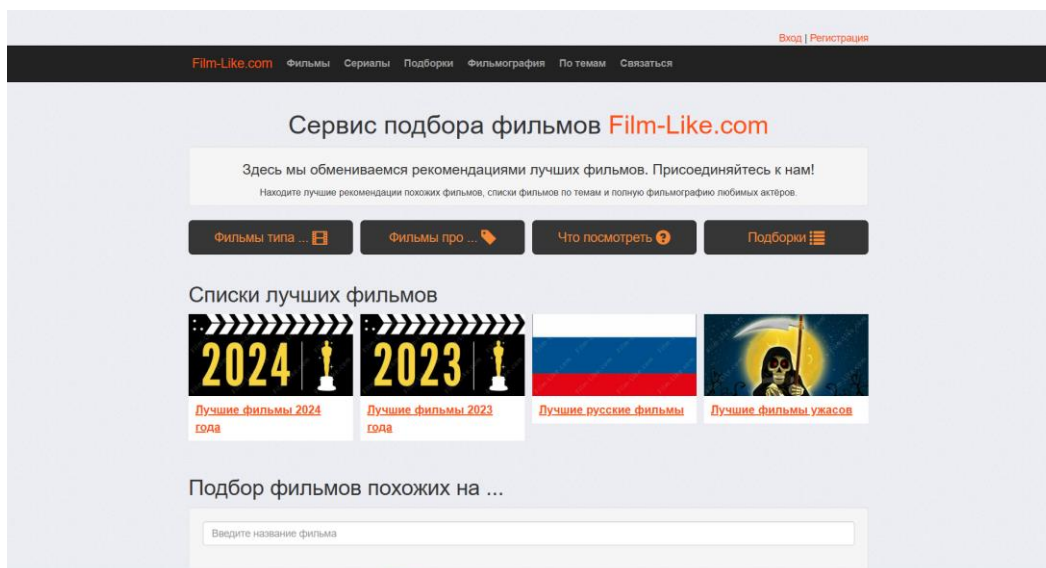 Вход | Регистрация
Film-Like.com Фильмы Сериалы Подборки Фильмография По темам Связаться
Сервис подбора фильмов Film-Like.com
Здесь мы обмениваемся рекомендациями лучших фильмов. Присоединяйтесь к нам!
Находите лучшие рекомендации похожих фильмов, списки фильмов по темам и полную фильмографию любимых актёров.
Фильмы типа ... Фильмы про ... Что посмотреть ? Подборки
Списки лучших фильмов
2024 2023
Лучшие фильмы 2024 Лучшие фильмы 2023 Лучшие русские фильмы Лучшие фильмы ужасов
года года
Подбор фильмов похожих на ...
Введите название фильма